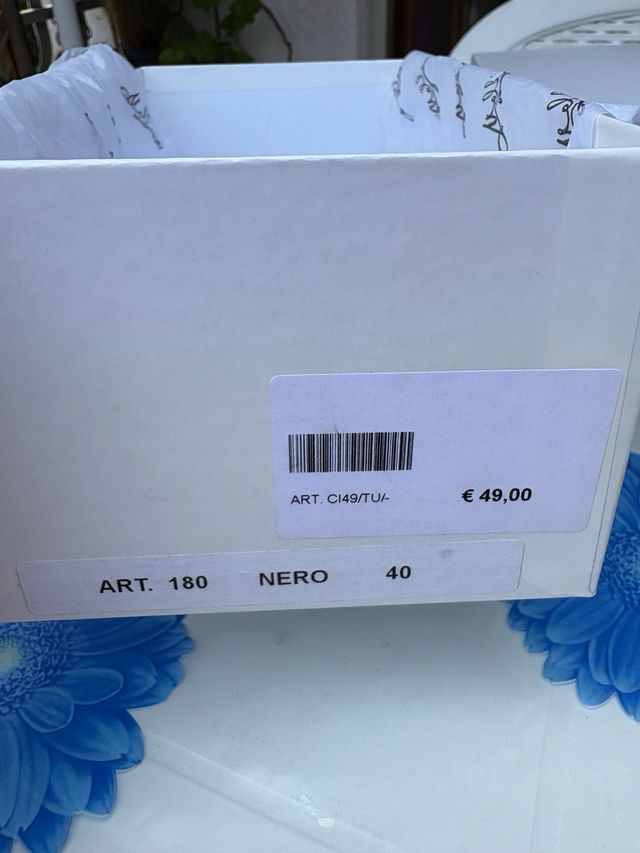 ART. CI49/TU/-
€ 49,00
ART. 180 NERO 40